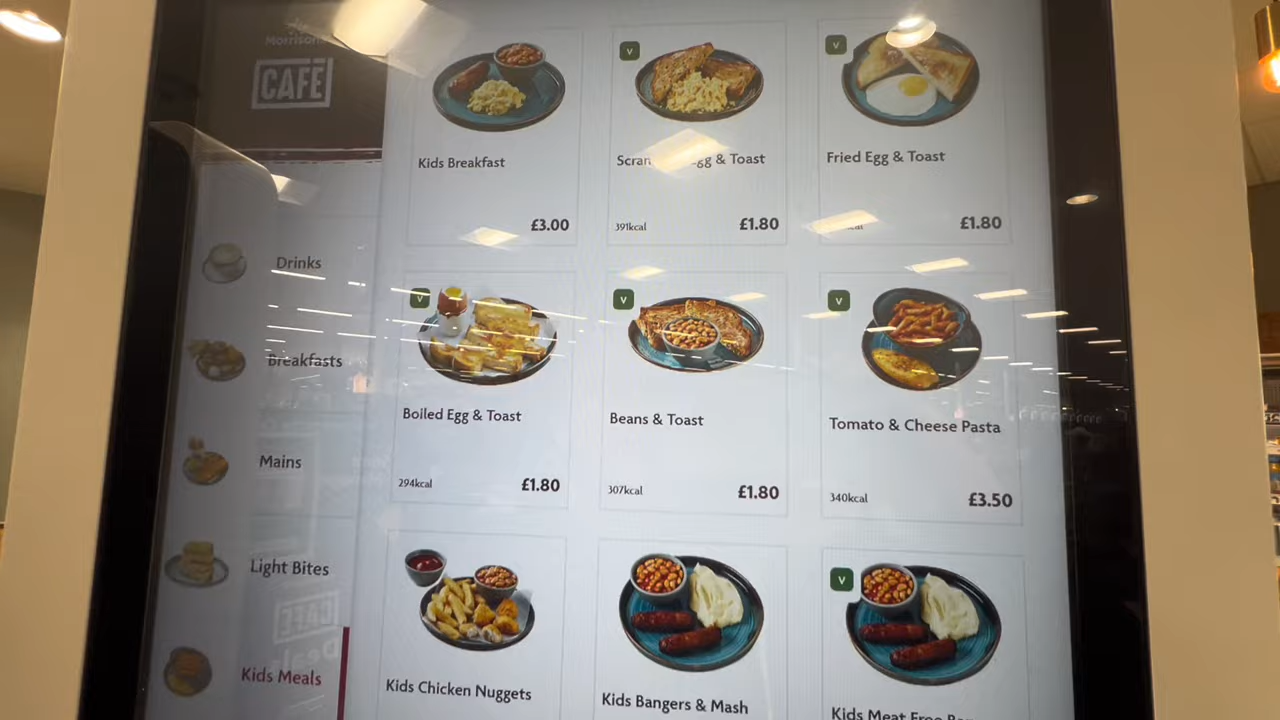 Morrisons
CAFÉ
Drinks
Breakfasts
Mains
Light Bites
Kids Meals
Kids Breakfast
£3.00
V
egg & Toast
391kcal £1.80
V
Fried Egg & Toast
£1.80
V
Boiled Egg & Toast
294kcal £1.80
V
Beans & Toast
307kcal £1.80
V
Tomato & Cheese Pasta
340kcal £3.50
Kids Chicken Nuggets
Kids Bangers & Mash
V
Kids Meat Free
CAFÉ